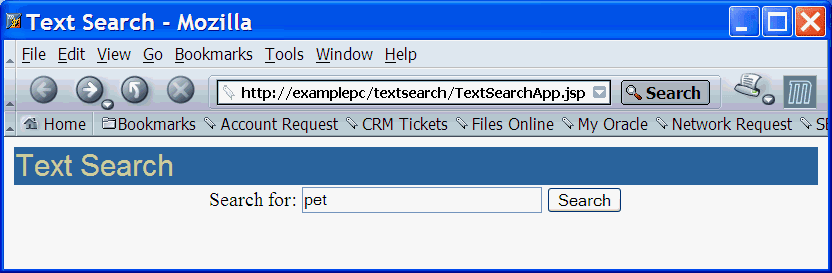 Text Search - Mozilla
File Edit View Go Bookmarks Tools Window Help
http://examplepc/textsearch/TextSearchApp.jsp Search
Home Bookmarks Account Request CRM Tickets Files Online My Oracle Network Request
Text Search
Search for: pet Search